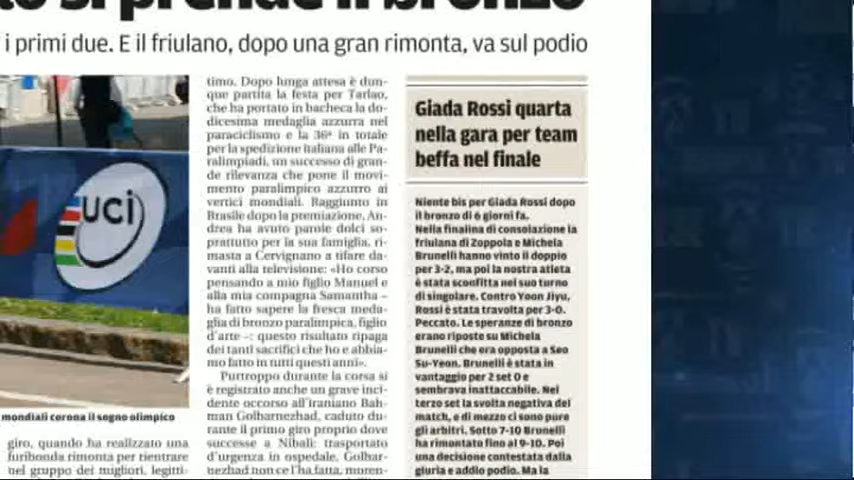 si prende il bronzo
i primi due. E il friulano, dopo una gran rimonta, va sul podio
UCi
mondiali corona il sogno olimpico
giro, quando ha realizzato una
furibonda rimonta per rientrare
nel gruppo dei migliori, legitti-
timo. Dopo lunga attesa è dun-
que partita la festa per Tarlao,
che ha portato in bacheca la do-
dicesima medaglia azzurra nel
paraciclismo e la 36ª in totale
per la spedizione italiana alle Pa-
ralimpiadi, un successo di gran-
de rilevanza che pone il movi-
mento paralimpico azzurro ai
vertici mondiali. Raggiunto in
Brasile dopo la premiazione, An-
drea ha avuto parole dolci so-
prattutto per la sua famiglia, ri-
masta a Cervignano a tifare da-
vanti alla televisione: «Ho corso
pensando a mio figlio Manuel e
alla mia compagna Samantha –
ha fatto sapere la fresca meda-
glia di bronzo paralimpica, figlio
d'arte –: questo risultato ripaga
dei tanti sacrifici che ho e abbia-
mo fatto in tutti questi anni».
Purtroppo durante la corsa si
è registrato anche un grave inci-
dente occorso all'iraniano Bah-
man Golbarnezhad, caduto du-
rante il primo giro proprio dove
successe a Nibali: trasportato
d'urgenza in ospedale, Golbar-
nezhad non ce l'ha fatta, moren-
Giada Rossi quarta
nella gara per team
beffa nel finale
Niente bis per Giada Rossi dopo
il bronzo di 6 giorni fa.
Nella finalina di consolazione la
friulana di Zoppola e Michela
Brunelli hanno vinto il doppio
per 3-2, ma poi la nostra atleta
è stata sconfitta nel suo turno
di singolare. Contro Yoon Jiyu,
Rossi è stata travolta per 3-0.
Peccato. Le speranze di bronzo
erano riposte su Michela
Brunelli che era opposta a Seo
Su-Yeon. Brunelli è stata in
vantaggio per 2 set 0 e
sembrava inattaccabile. Nel
terzo set la svolta negativa del
match, e di mezzo ci sono pure
gli arbitri. Sotto 7-10 Brunelli
ha rimontato fino al 9-10. Poi
una decisione contestata dalla
giuria e addio podio. Ma la